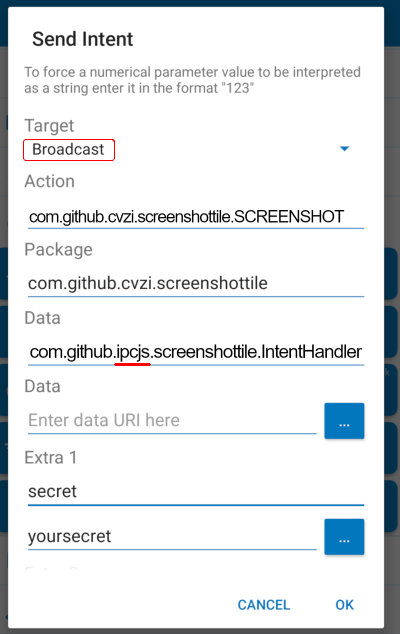 Send Intent
To force a numerical parameter value to be interpreted
as a string enter it in the format "123"
Target
Broadcast
Action
com.github.cvzi.screenshottile.SCREENSHOT
Package
com.github.cvzi.screenshottile
Data
com.github.ipcjs.screenshottile.IntentHandler
Data
Enter data URI here
...
Extra 1
secret
yoursecret
...
CANCEL OK